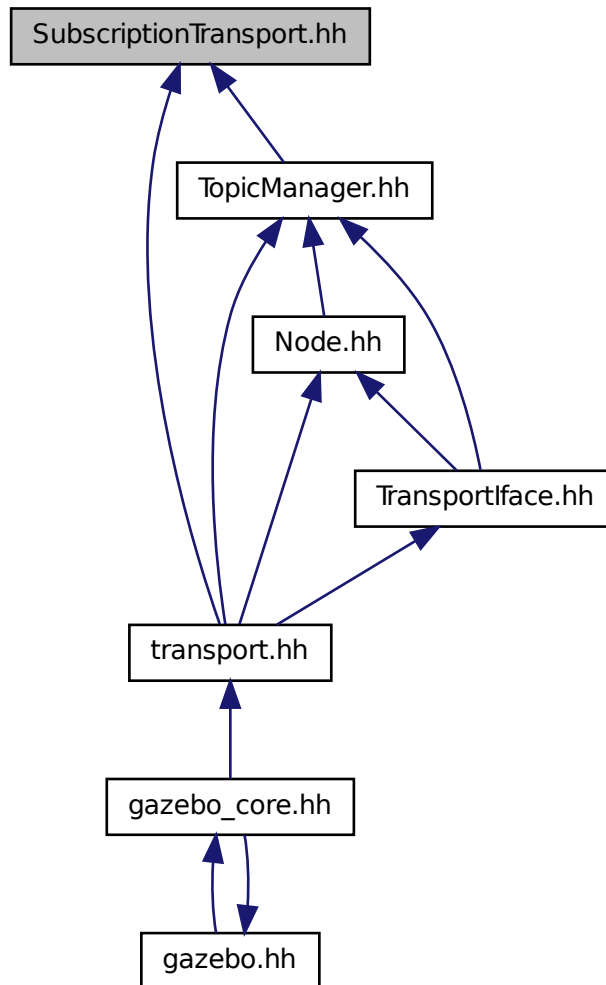 SubscriptionTransport.hh
TopicManager.hh
Node.hh
TransportIface.hh
transport.hh
gazebo_core.hh
gazebo.hh